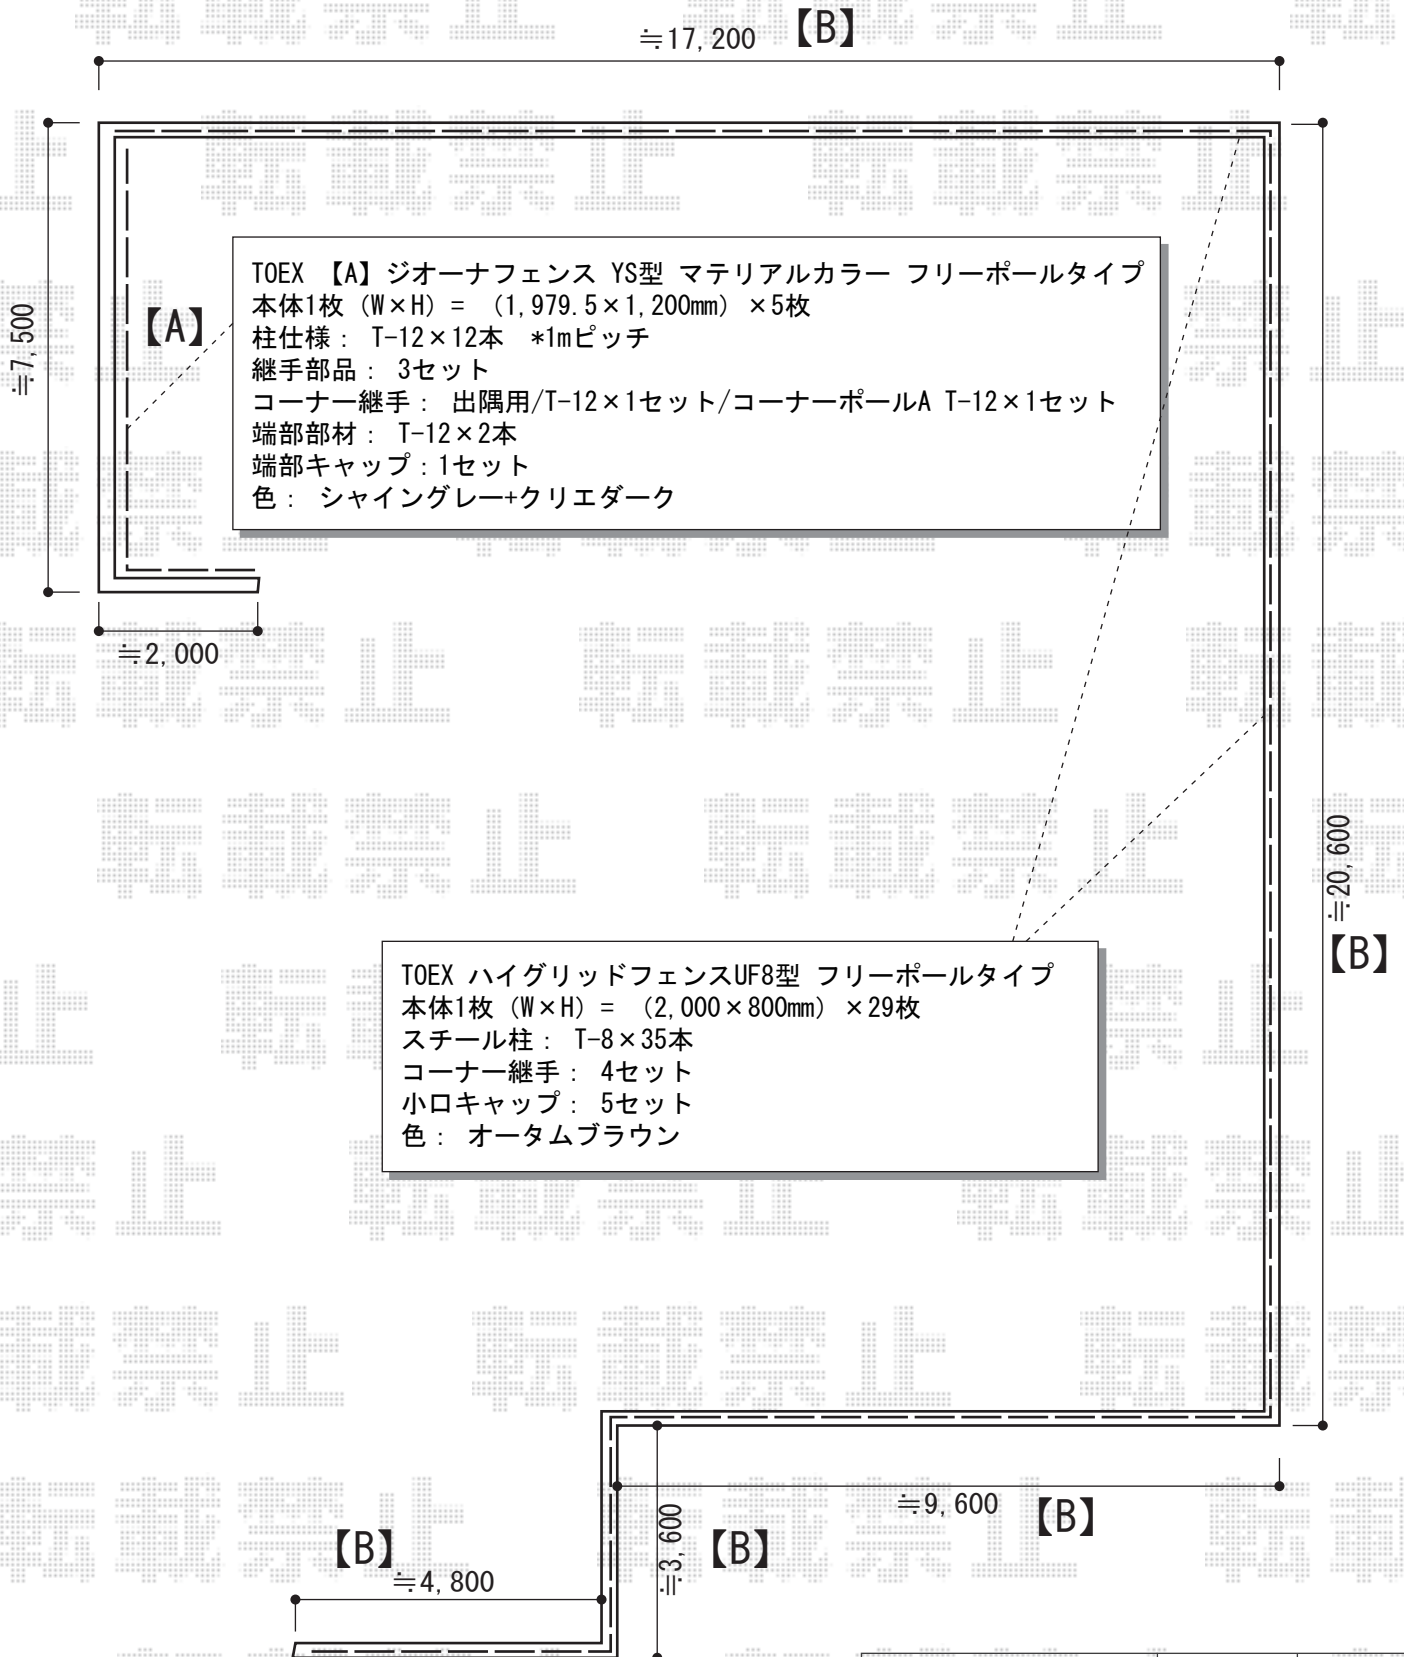 ≒17,200 【B】
≒7,500
【A】
TOEX 【A】ジオーナフェンス YS型 マテリアルカラー フリーポールタイプ
本体1枚（W×H）= （1,979.5×1,200mm）×5枚
柱仕様： T-12×12本 *1mピッチ
継手部品： 3セット
コーナー継手： 出隅用/T-12×1セット/コーナーポールA T-12×1セット
端部部材： T-12×2本
端部キャップ：1セット
色： シャイングレー+クリエダーク
≒2,000
≒20,600
【B】
TOEX ハイグリッドフェンスUF8型 フリーポールタイプ
本体1枚（W×H）= （2,000×800mm）×29枚
スチール柱： T-8×35本
コーナー継手： 4セット
小口キャップ： 5セット
色： オータムブラウン
≒9,600 【B】
≒3,600 【B】
【B】
≒4,800
転載禁止